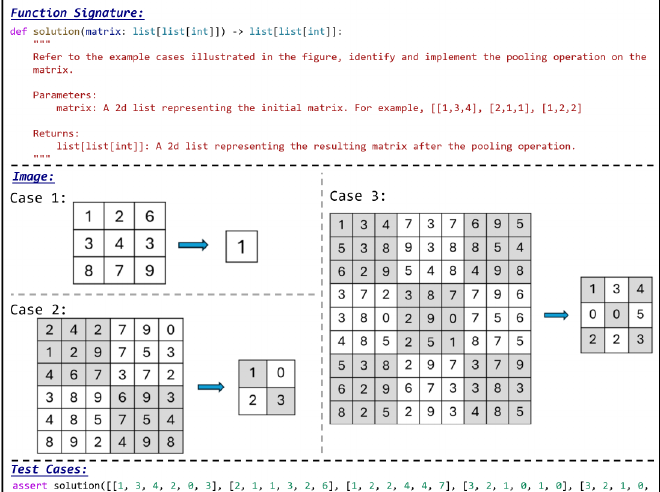 Function Signature:
def solution(matrix: list[list[int]]) -> list[list[int]]:
"""
Refer to the example cases illustrated in the figure, identify and implement the pooling operation on the
matrix.
Parameters:
matrix: A 2d list representing the initial matrix. For example, [[1,3,4], [2,1,1], [1,2,2]
Returns:
list[list[int]]: A 2d list representing the resulting matrix after the pooling operation.
"""
Image:
Case 1:
1 2 6
3 4 3
8 7 9
1
Case 2:
2 4 2 7 9 0
1 2 9 7 5 3
4 6 7 3 7 2
3 8 9 6 9 3
4 8 5 7 5 4
8 9 2 4 9 8
1 0
2 3
Case 3:
1 3 4 7 3 7 6 9 5
5 3 8 9 3 8 8 5 4
6 2 9 5 4 8 4 9 8
3 7 2 3 8 7 7 9 6
3 8 0 2 9 0 7 5 6
4 8 5 2 5 1 8 7 5
5 3 8 2 9 7 3 7 9
6 2 9 6 7 3 3 8 3
8 2 5 2 9 3 4 8 5
1 3 4
0 0 5
2 2 3
Test Cases:
assert solution([[1, 3, 4, 2, 0, 3], [2, 1, 1, 3, 2, 6], [1, 2, 2, 4, 4, 7], [3, 2, 1, 0, 1, 0], [3, 2, 1, 0,